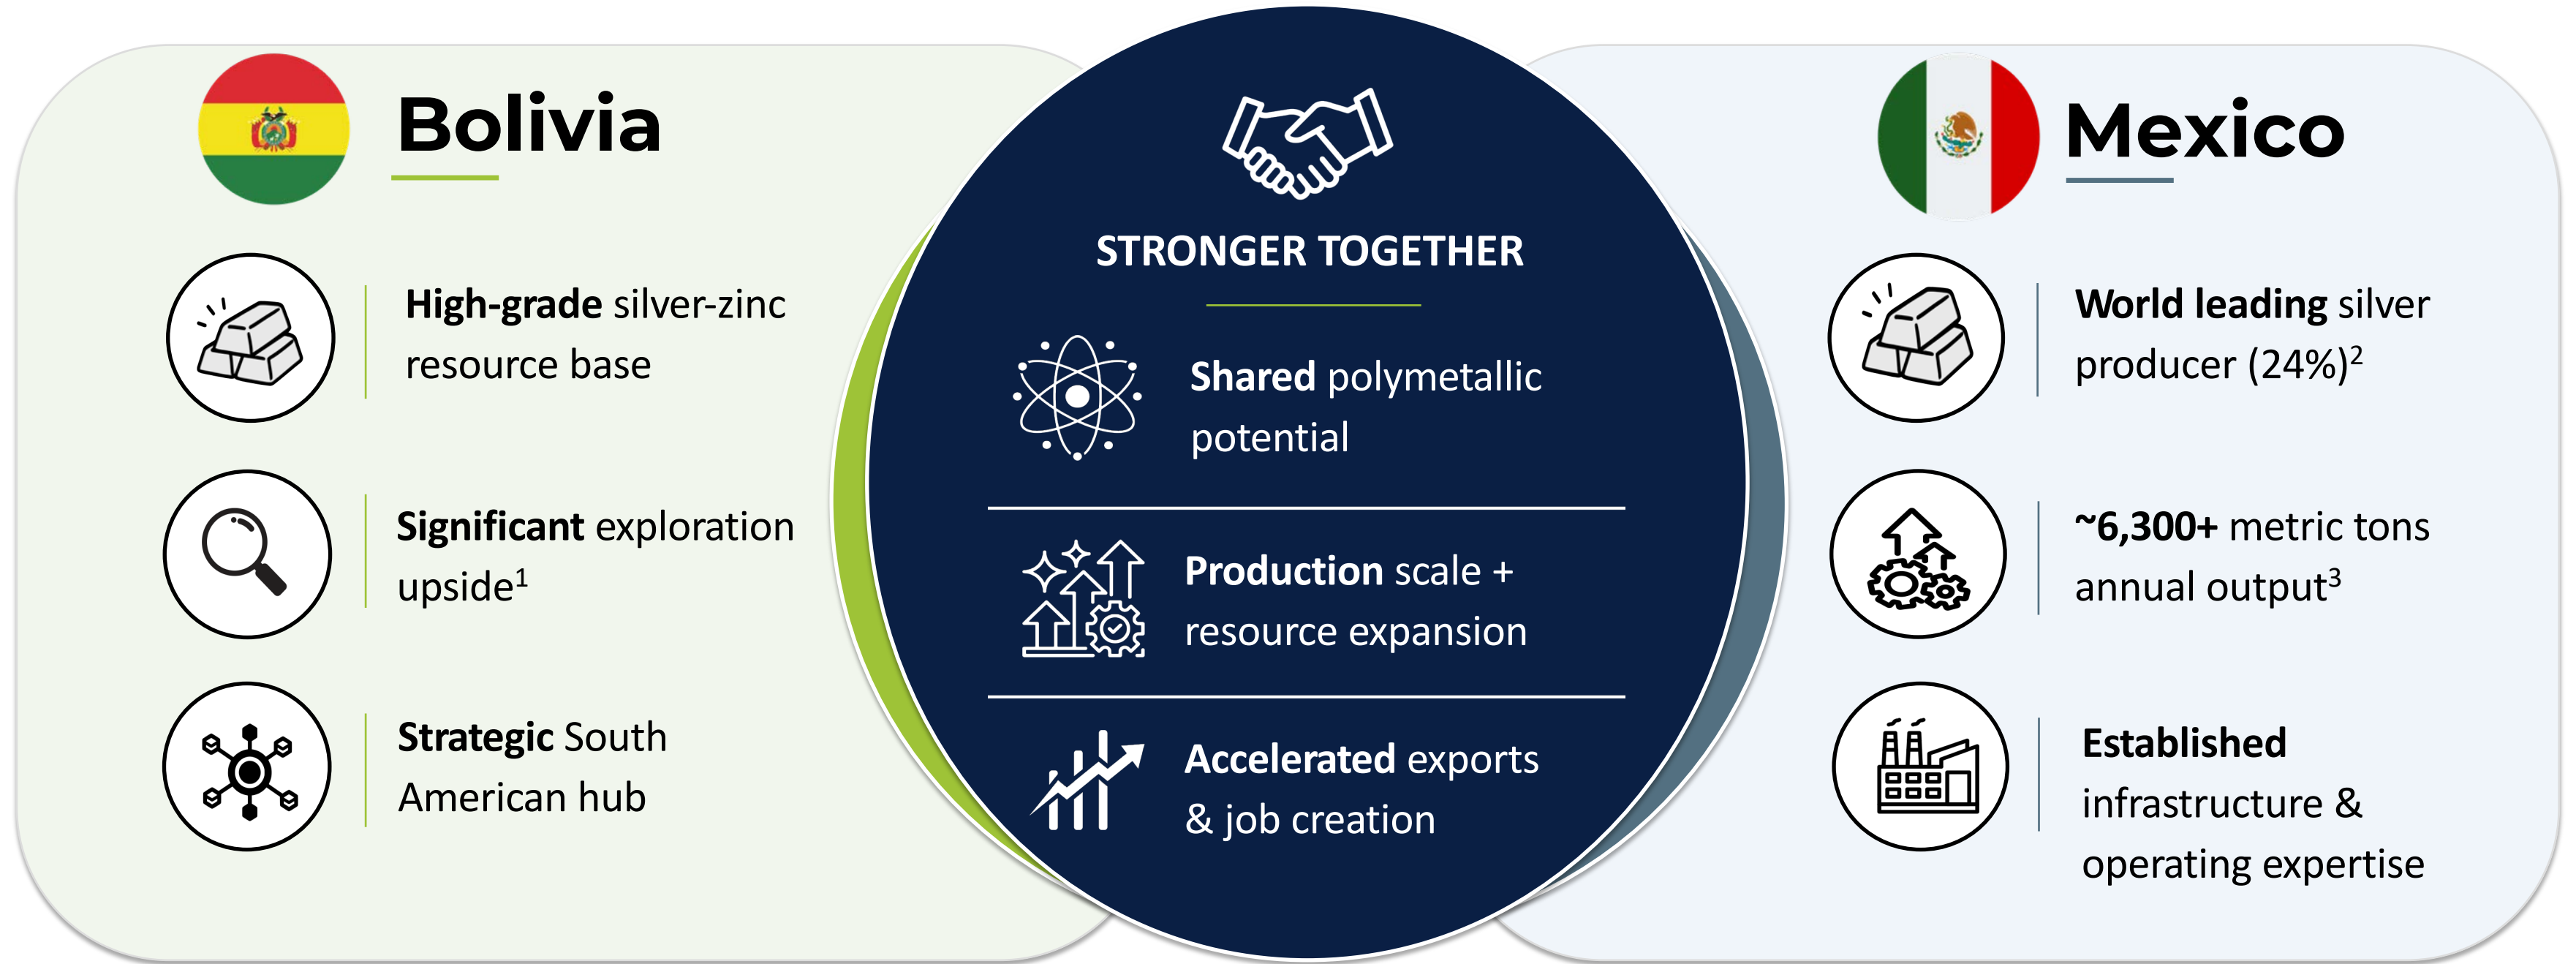 Bolivia
High-grade silver-zinc
resource base
Significant exploration
upside¹
Strategic South
American hub
STRONGER TOGETHER
Shared polymetallic
potential
Production scale +
resource expansion
Accelerated exports
& job creation
Mexico
World leading silver
producer (24%)²
~6,300+ metric tons
annual output³
Established
infrastructure &
operating expertise